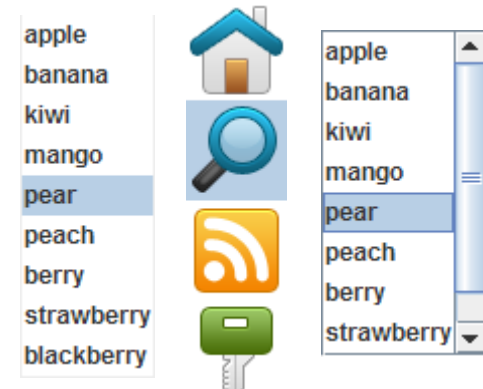 apple
banana
kiwi
mango
pear
peach
berry
strawberry
blackberry
apple
banana
kiwi
mango
pear
peach
berry
strawberry